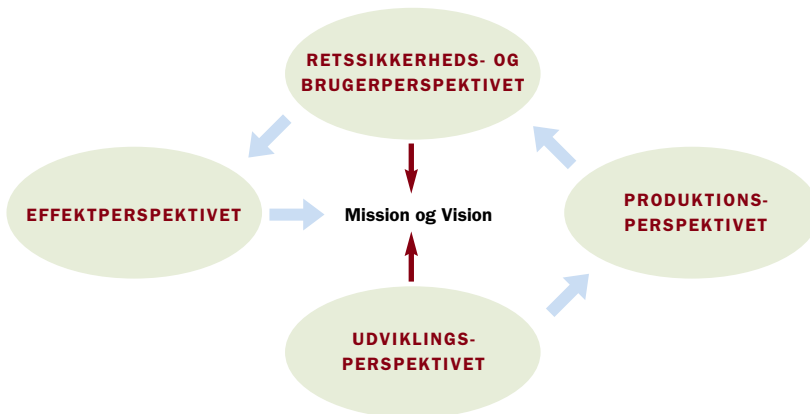 RETSSIKKERHEDS- OG
BRUGERPERSPEKTIVET
EFFEKTPERSPEKTIVET
Mission og Vision
PRODUKTIONS-
PERSPEKTIVET
UDVIKLINGS-
PERSPEKTIVET